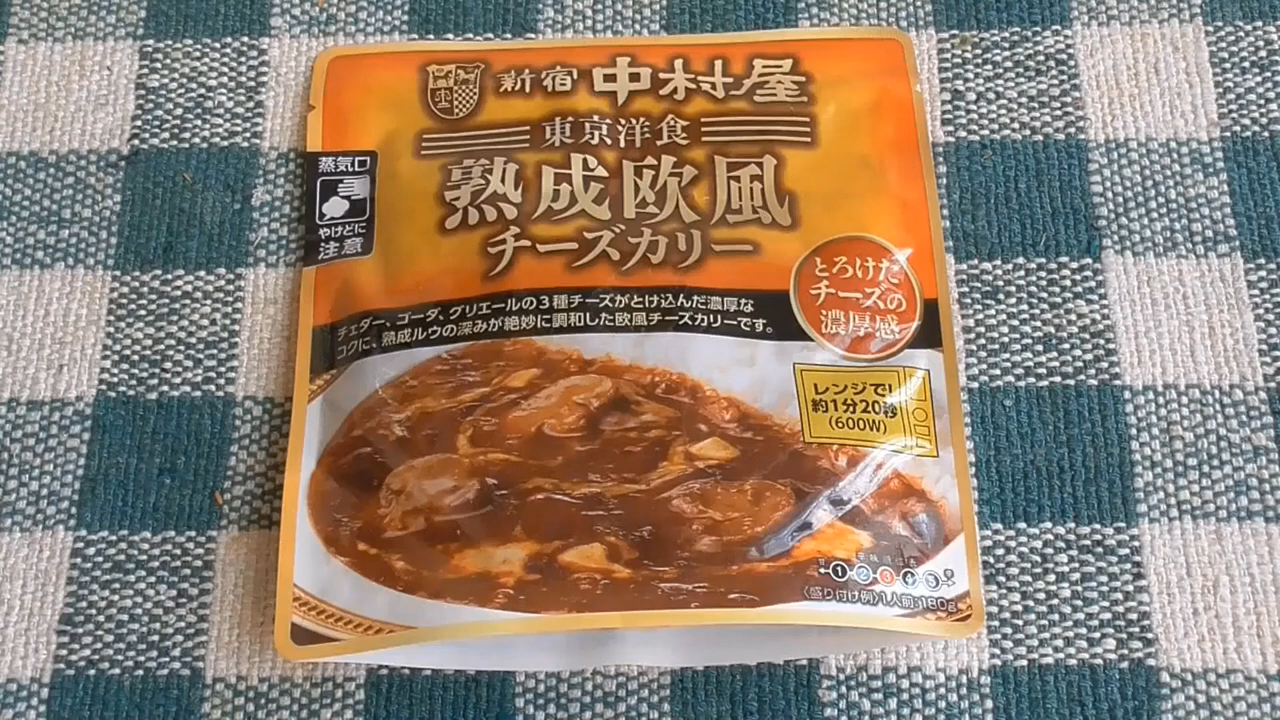 新宿 中村屋
東京洋食
熟成欧風
チーズカリー
蒸気口
やけどに
注意
とろけた
チーズの
濃厚感
チェダー、ゴーダ、グリエールの3種チーズがとけ込んだ濃厚な
コクに、熟成ルウの深みが絶妙に調和した欧風チーズカリーです。
レンジで!
約1分20秒
(600W)
1 2 3 4 5
〈盛り付け例〉1人前:180g